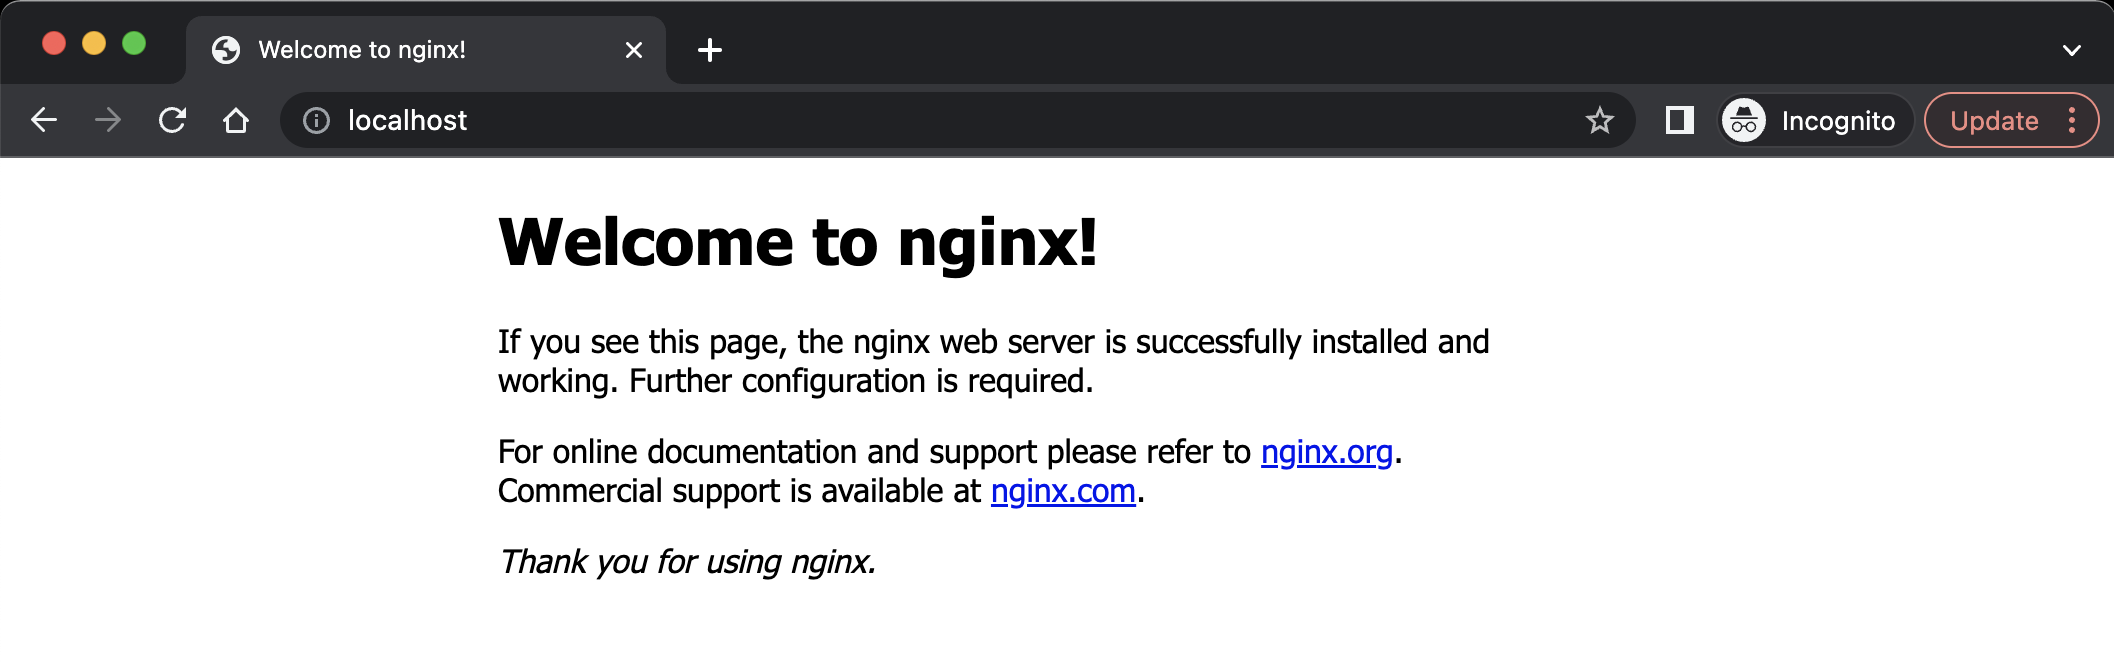 Welcome to nginx!
localhost
Incognito
Update
Welcome to nginx!
If you see this page, the nginx web server is successfully installed and
working. Further configuration is required.
For online documentation and support please refer to nginx.org.
Commercial support is available at nginx.com.
Thank you for using nginx.